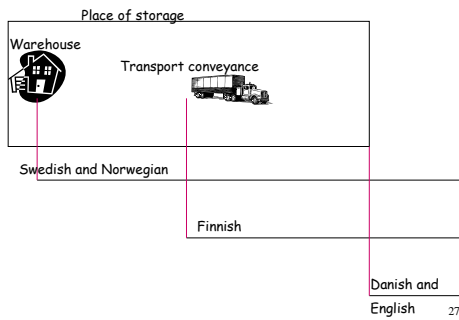 Place of storage
Warehouse
Transport conveyance
Swedish and Norwegian
Finnish
Danish and
English
27